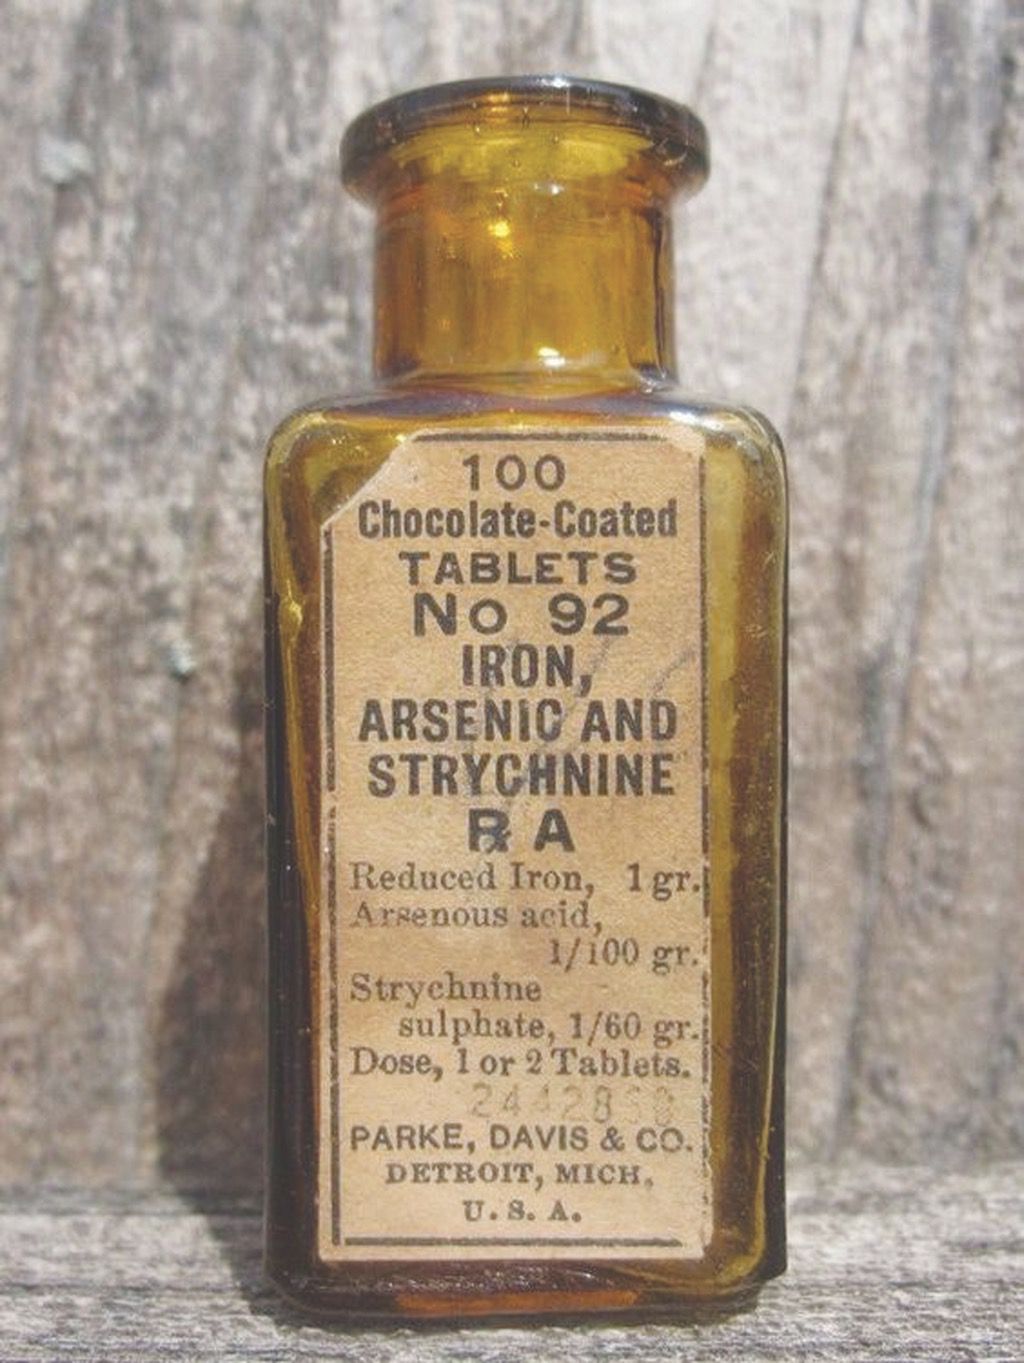 100
Chocolate-Coated
TABLETS
No 92
IRON,
ARSENIC AND
STRYCHNINE
R A
Reduced Iron, 1 gr.
Arsenous acid,
1/100 gr.
Strychnine
sulphate, 1/60 gr.
Dose, 1 or 2 Tablets.
PARKE, DAVIS & CO.
DETROIT, MICH.
U. S. A.